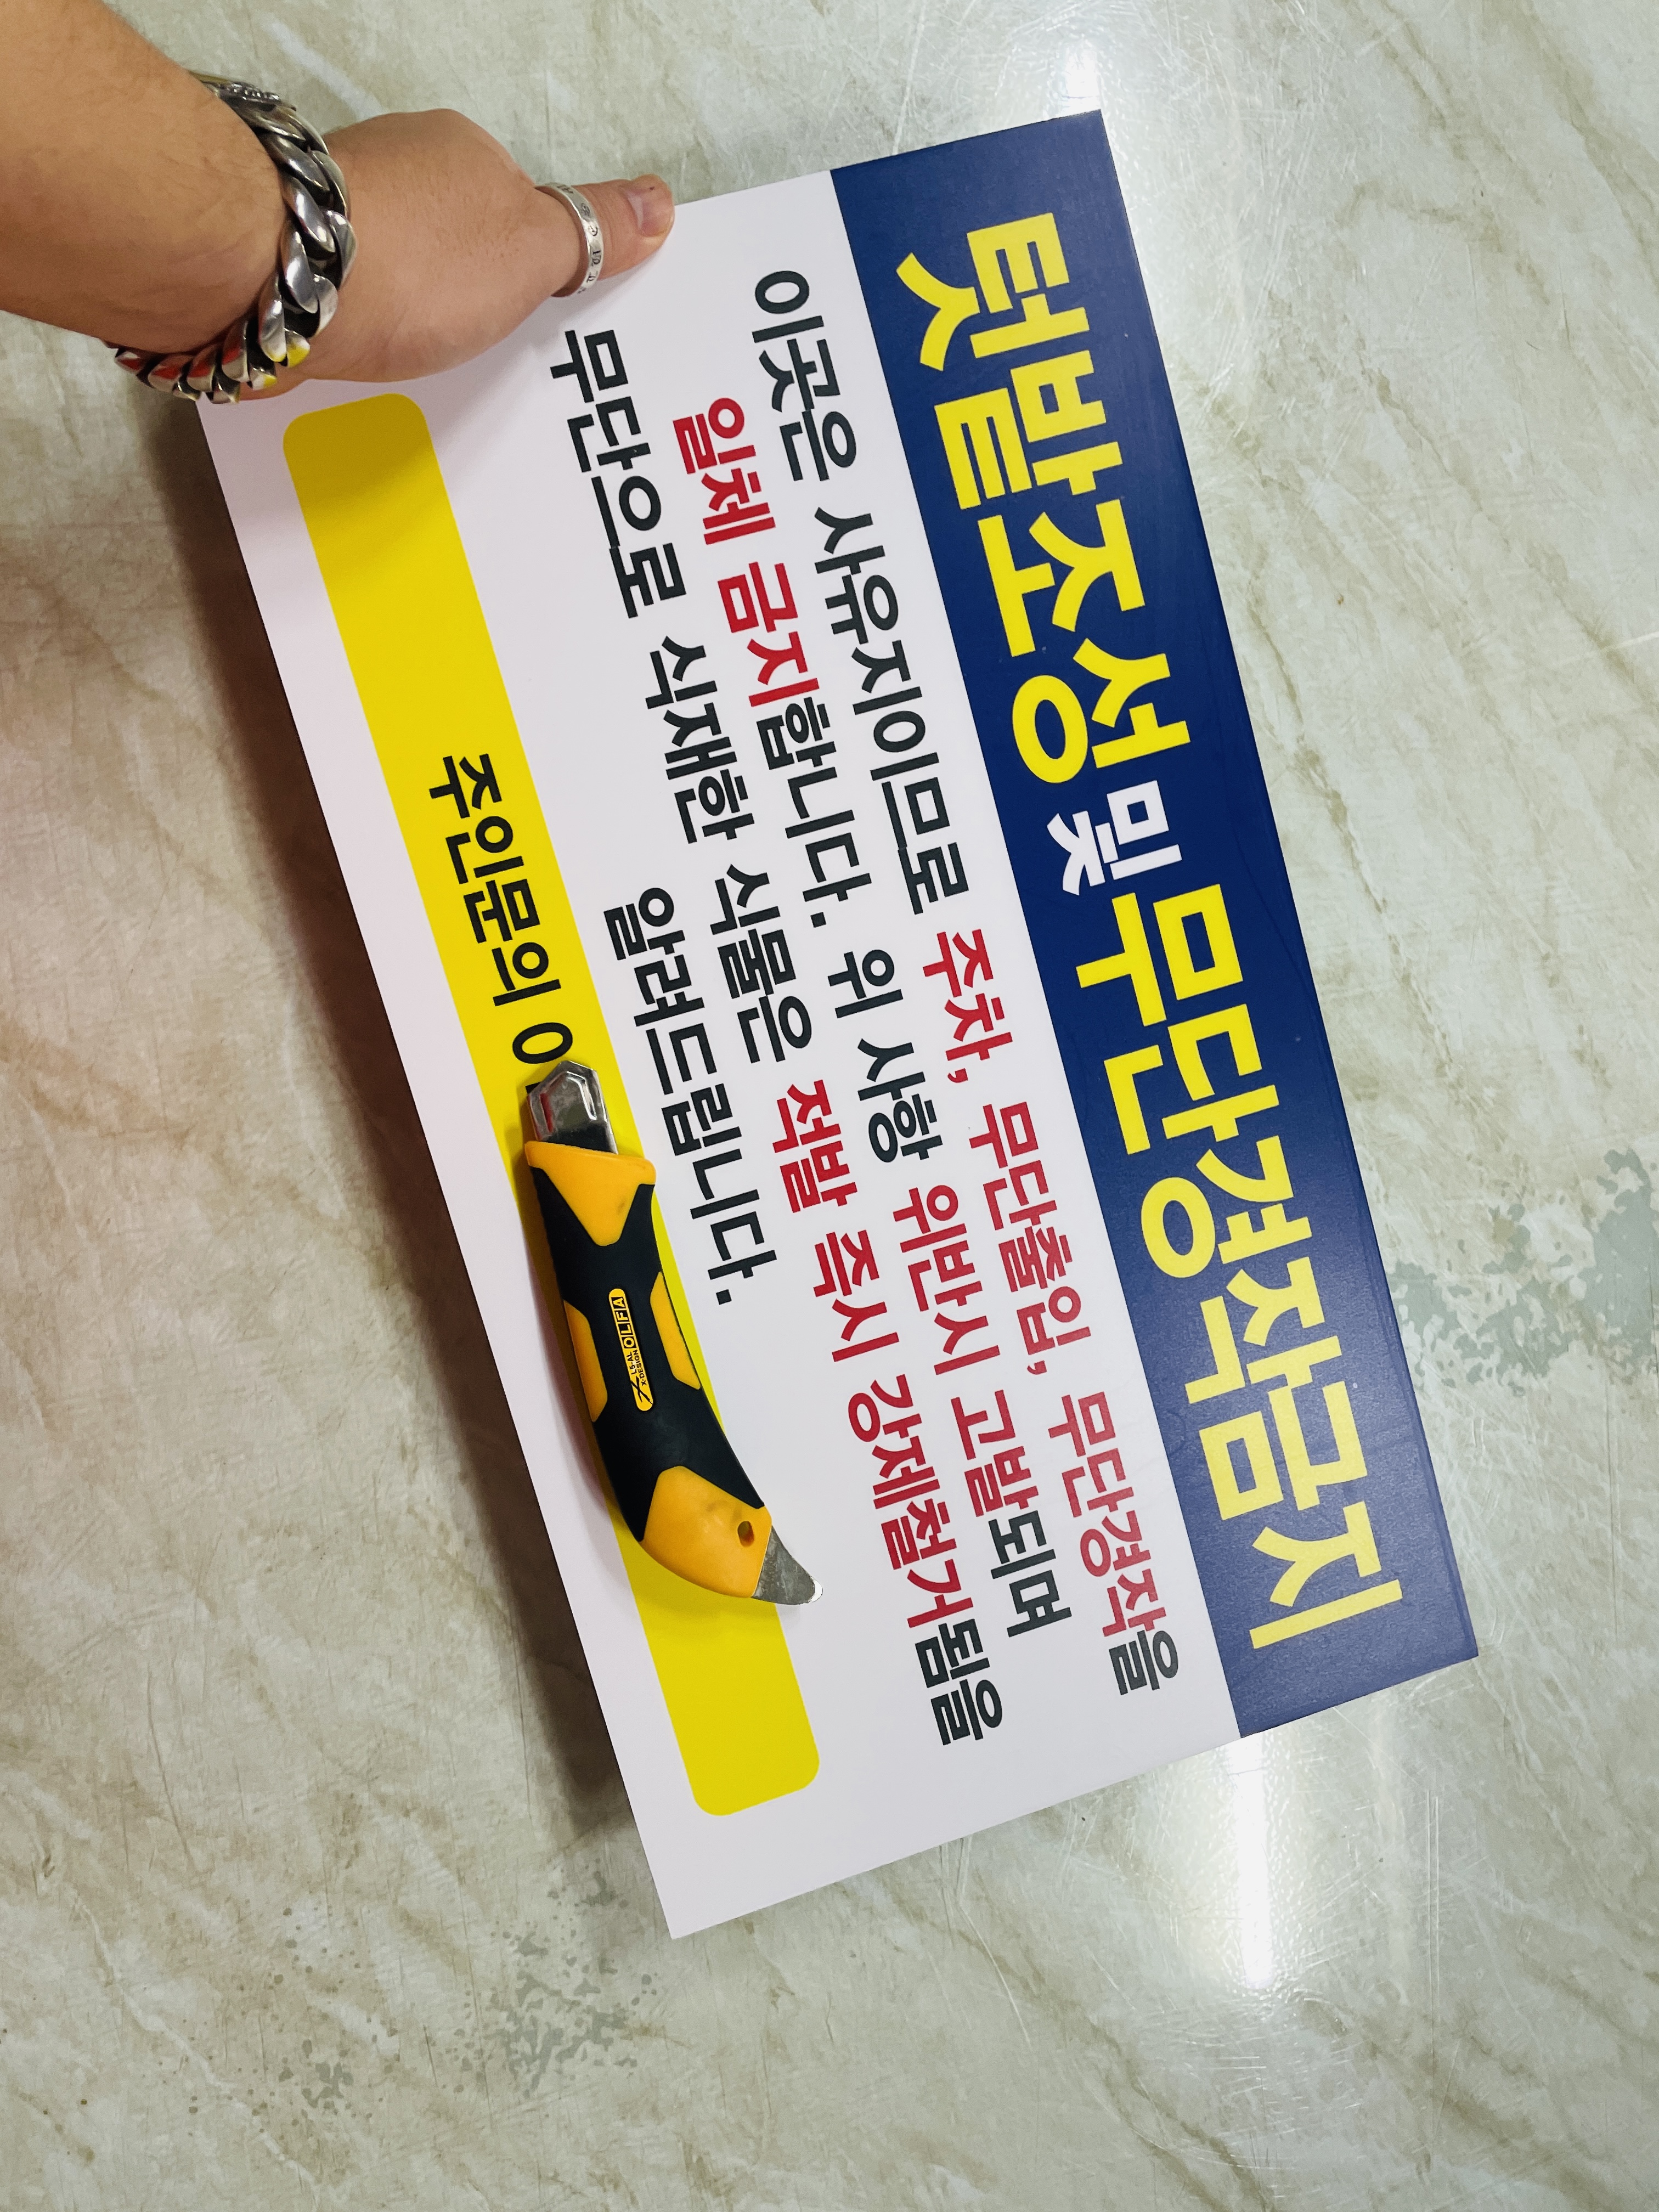 텃밭조성 및 무단경작금지
이곳은 사유지이므로 주차, 무단출입, 무단경작을
일체 금지합니다. 위 사항 위반시 고발되며
무단으로 식재한 식물은 적발 즉시 강제철거됨을
알려드립니다.
주인문의 0
OLFA
LS-AL
X-DESIGN